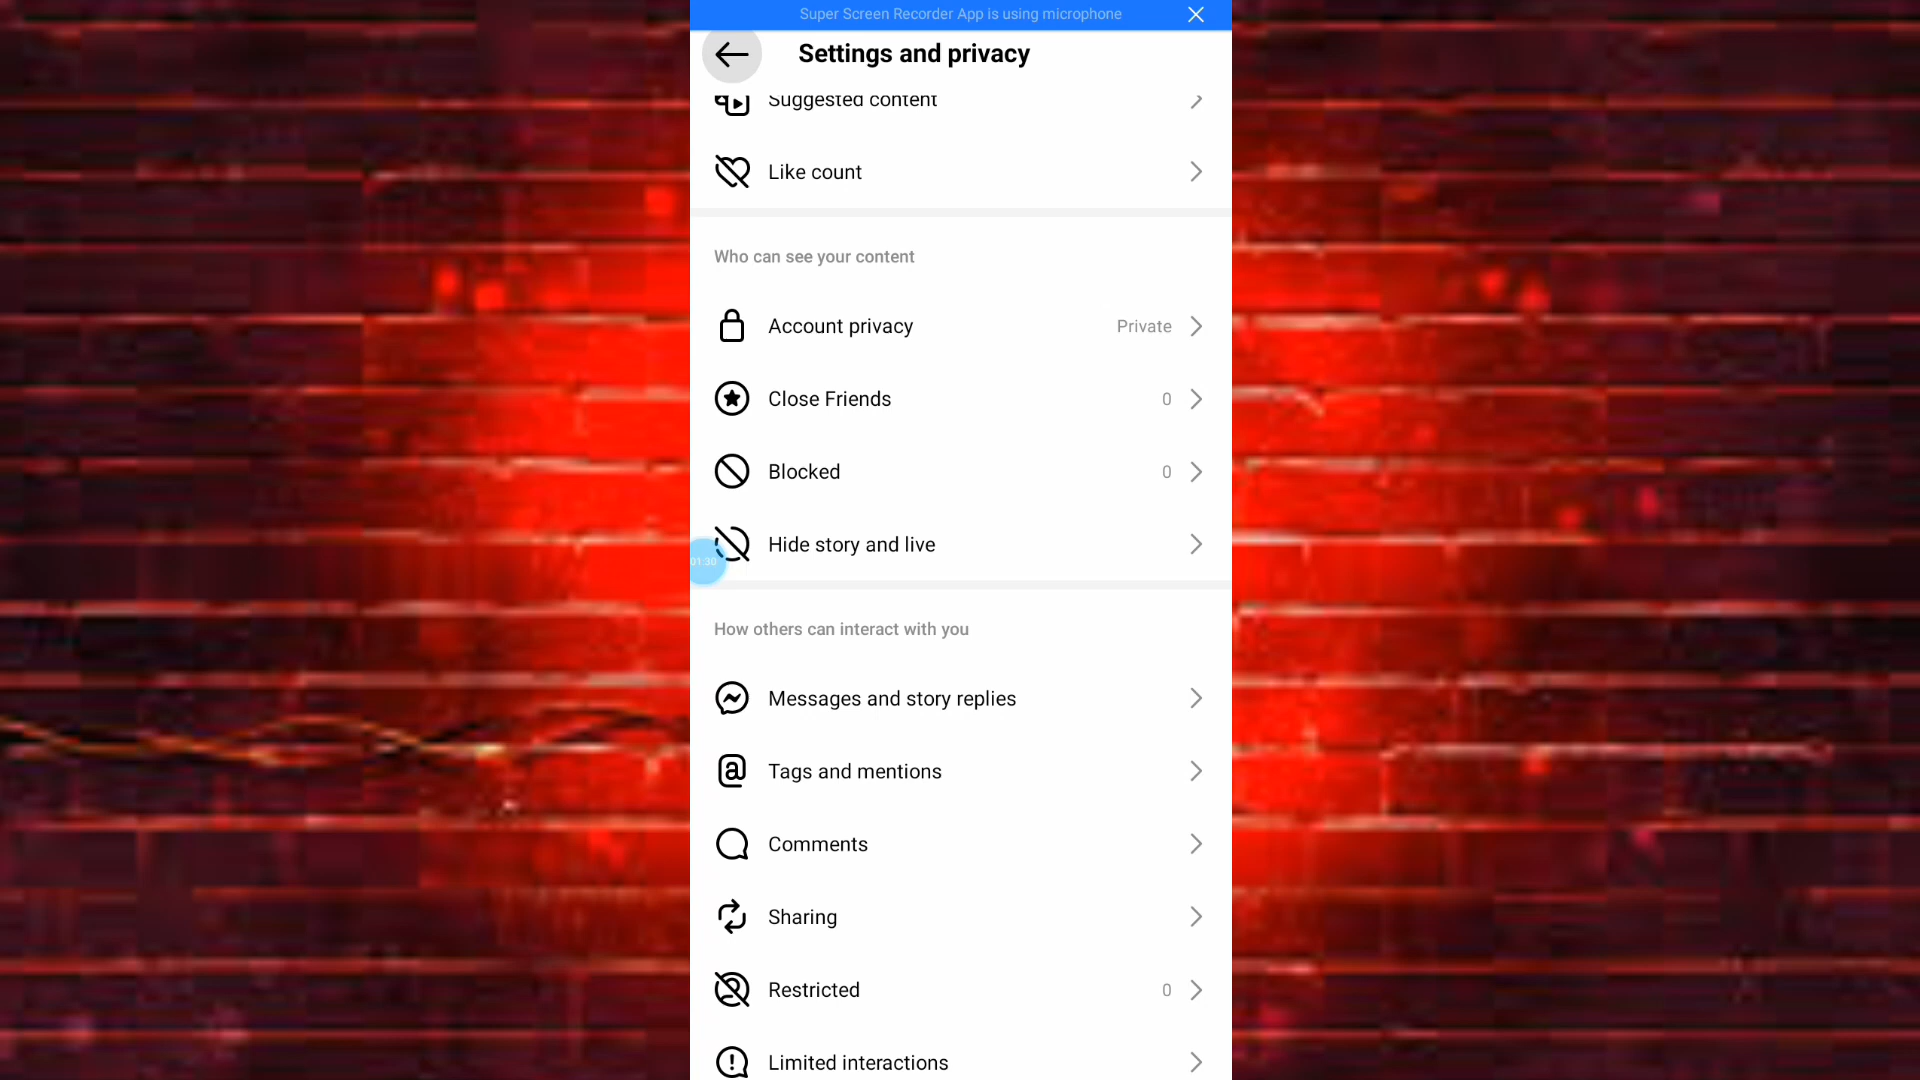 Super Screen Recorder App is using microphone
Settings and privacy
Suggested content
Like count
Who can see your content
Account privacy Private
Close Friends 0
Blocked 0
Hide story and live
01:30
How others can interact with you
Messages and story replies
Tags and mentions
Comments
Sharing
Restricted 0
Limited interactions